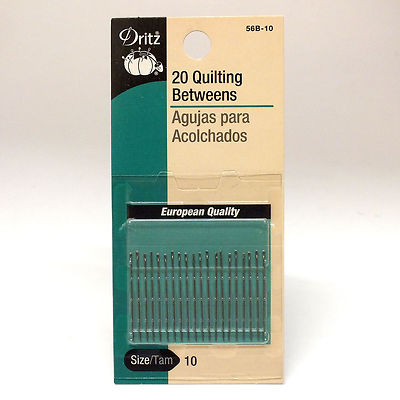 56B-10
Dritz®
20 Quilting
Betweens
Agujas para
Acolchados
European Quality
Size/Tam 10